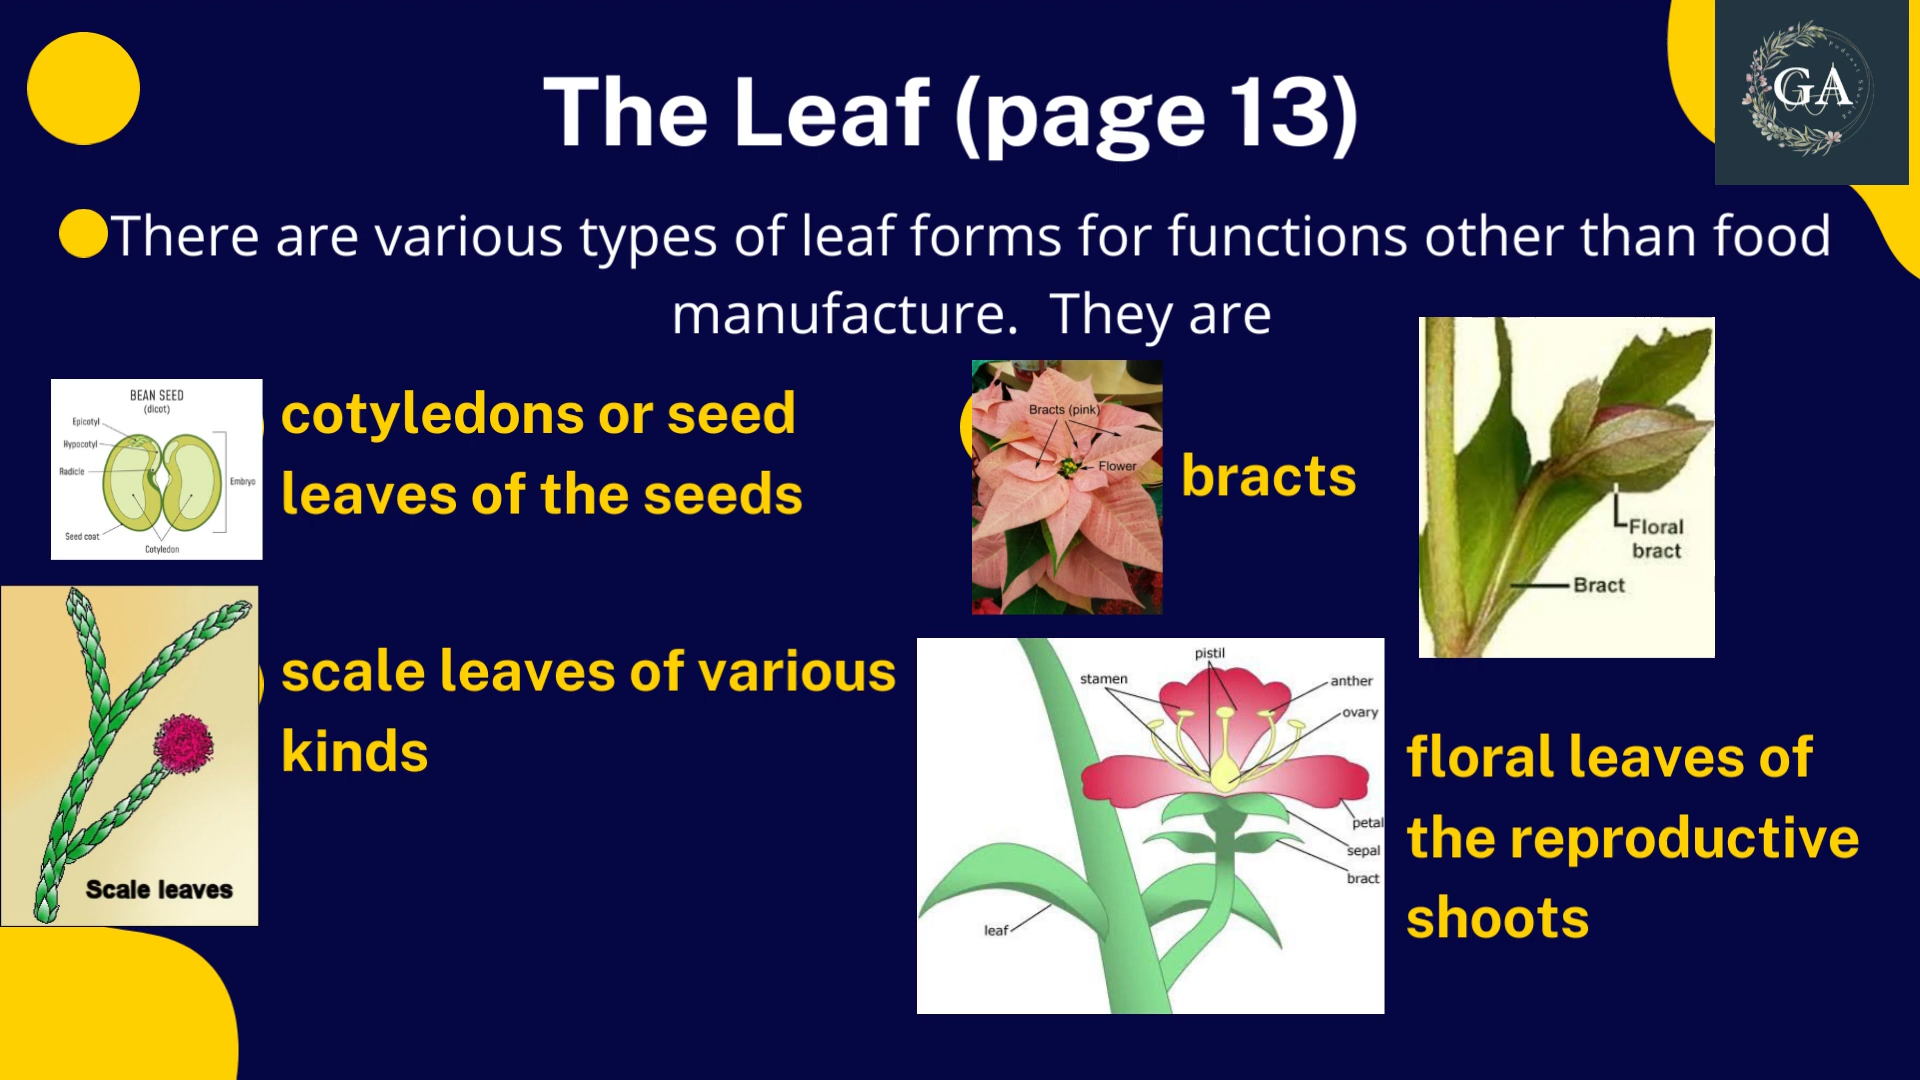 The Leaf (page 13)
GA
There are various types of leaf forms for functions other than food
manufacture. They are
BEAN SEED
(dicot)
Epicotyl
Hypocotyl
Radicle
Embryo
Seed coat
Cotyledon
cotyledons or seed
leaves of the seeds
Bracts (pink)
Flower
bracts
Floral
bract
Bract
Scale leaves
scale leaves of various
kinds
pistil
stamen
anther
ovary
petal
sepal
bract
leaf
floral leaves of
the reproductive
shoots